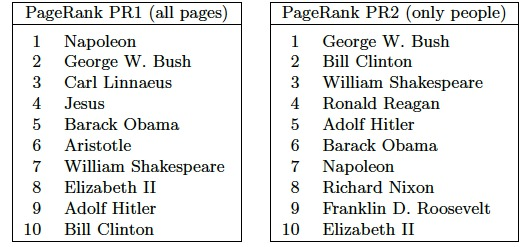 PageRank PR1 (all pages)
1 Napoleon
2 George W. Bush
3 Carl Linnaeus
4 Jesus
5 Barack Obama
6 Aristotle
7 William Shakespeare
8 Elizabeth II
9 Adolf Hitler
10 Bill Clinton
PageRank PR2 (only people)
1 George W. Bush
2 Bill Clinton
3 William Shakespeare
4 Ronald Reagan
5 Adolf Hitler
6 Barack Obama
7 Napoleon
8 Richard Nixon
9 Franklin D. Roosevelt
10 Elizabeth II